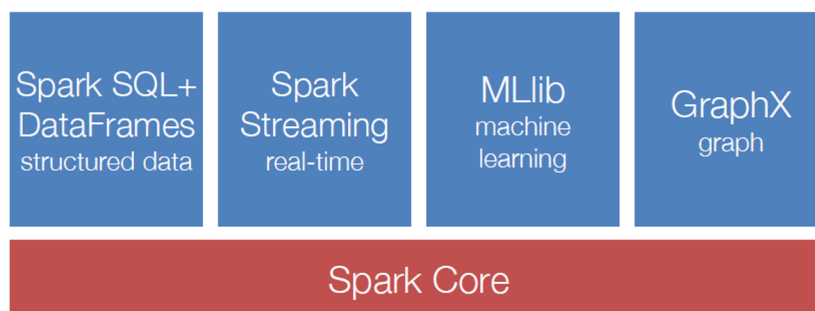 Spark SQL+
DataFrames
structured data
Spark
Streaming
real-time
MLlib
machine
learning
GraphX
graph
Spark Core